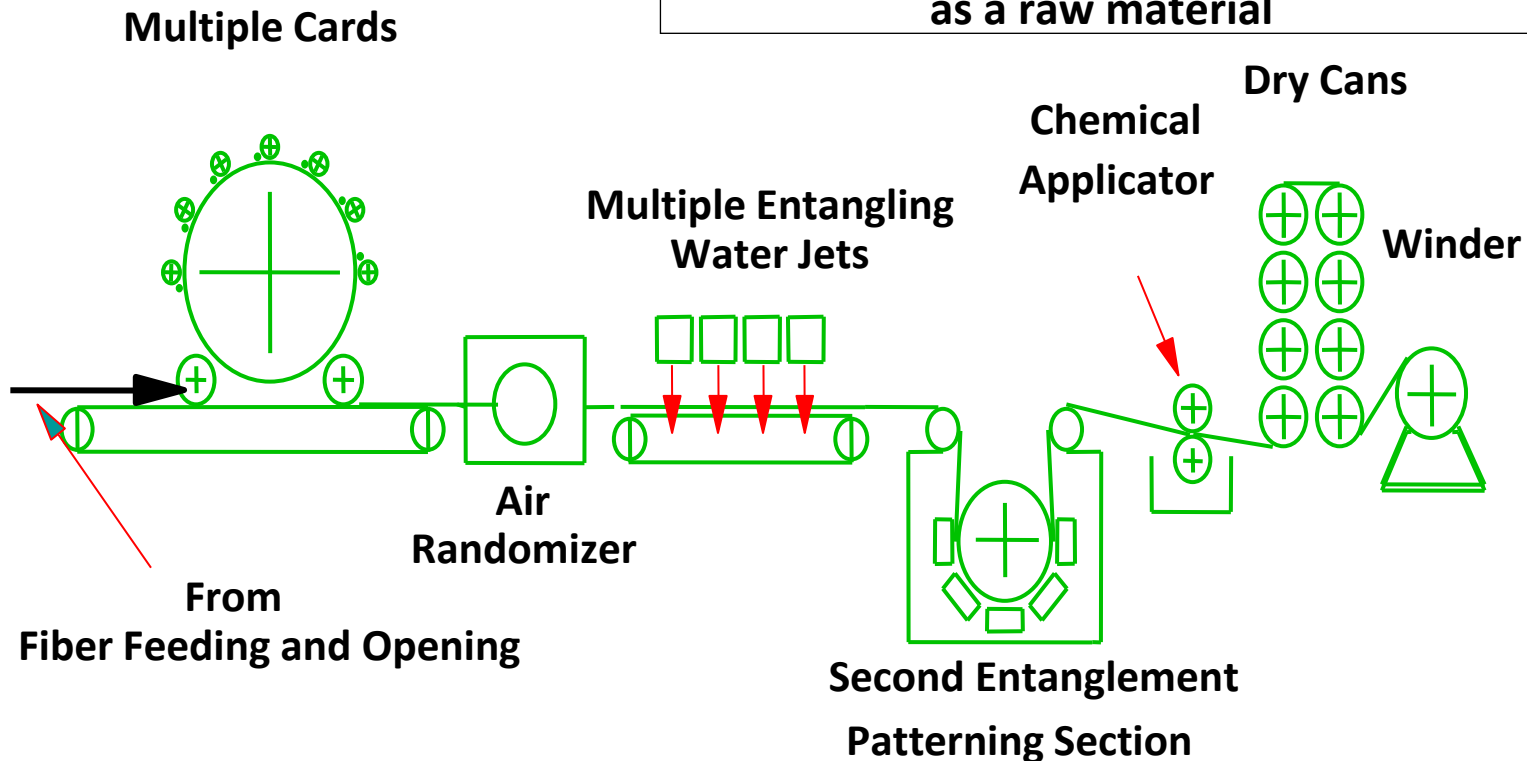 as a raw material
Multiple Cards
Dry Cans
Chemical
Applicator
Multiple Entangling
Water Jets
Winder
Air
Randomizer
From
Fiber Feeding and Opening
Second Entanglement
Patterning Section